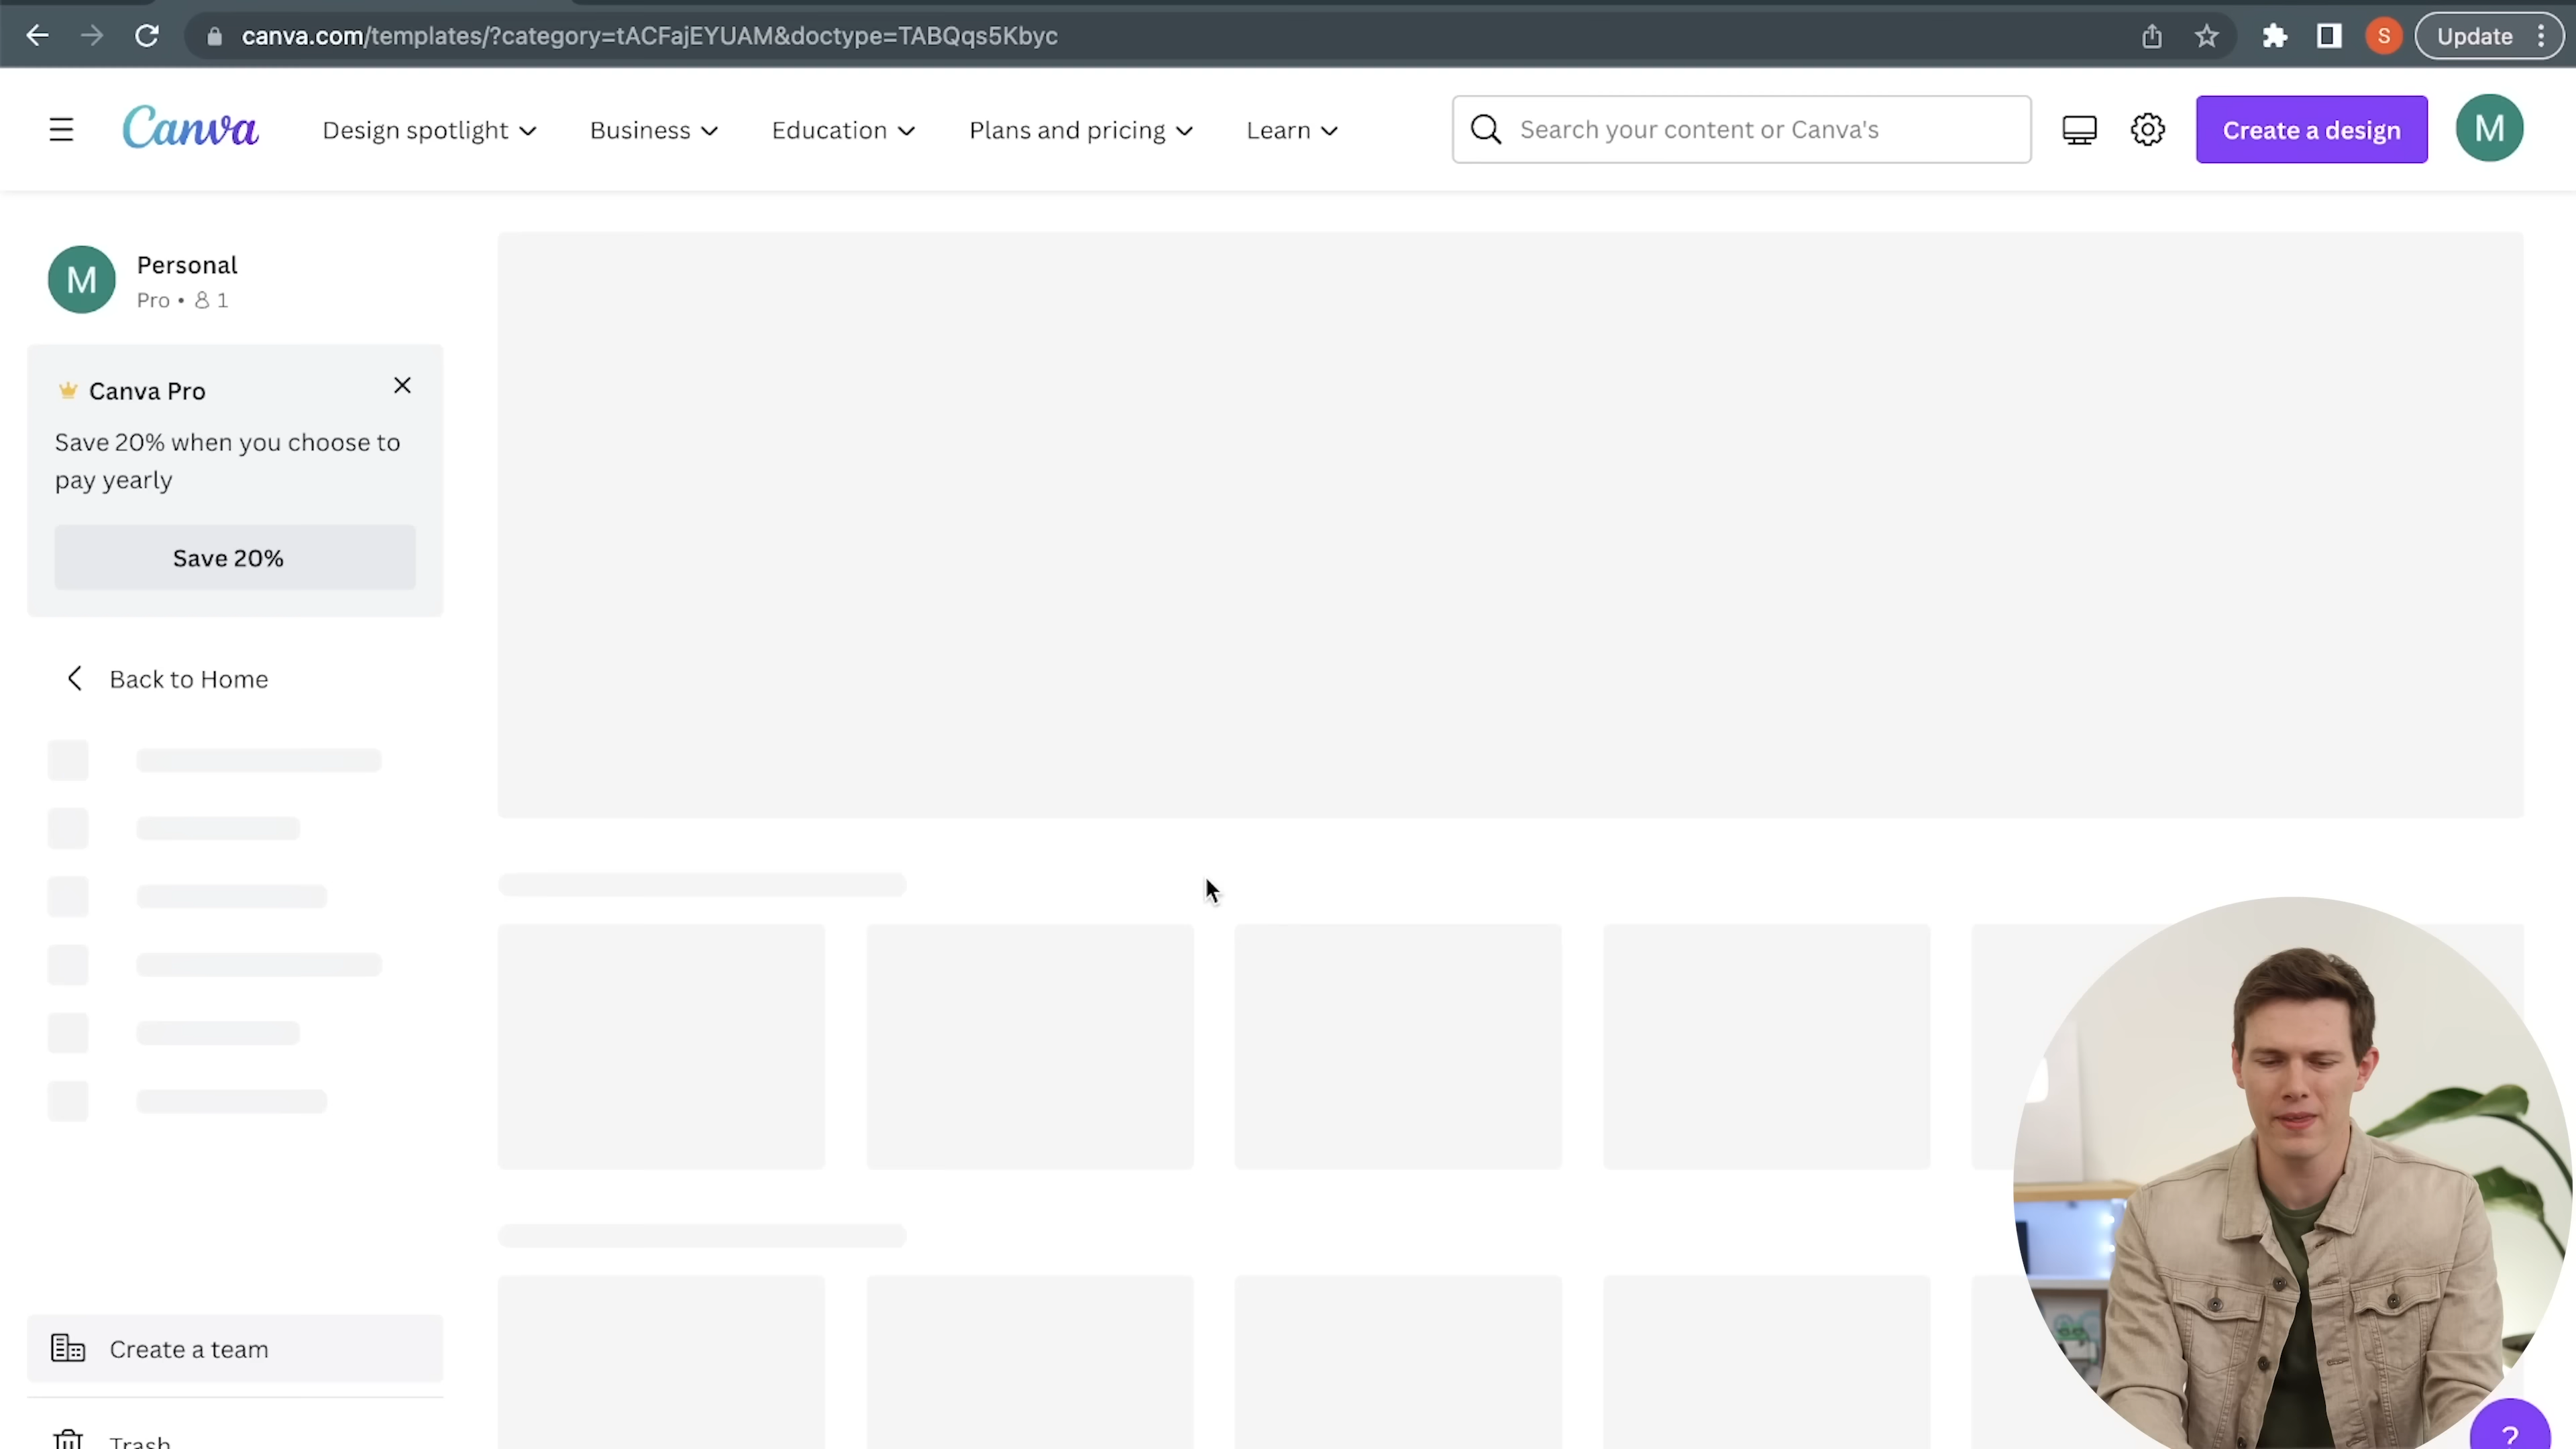 canva.com/templates/?category=tACFajEYUAM&doctype=TABQqs5Kbyc
S
Update
Canva
Design spotlight
Business
Education
Plans and pricing
Learn
Search your content or Canva's
Create a design
M
M
Personal
Pro • 1
Canva Pro
Save 20% when you choose to
pay yearly
Save 20%
Back to Home
Create a team
Trash
?